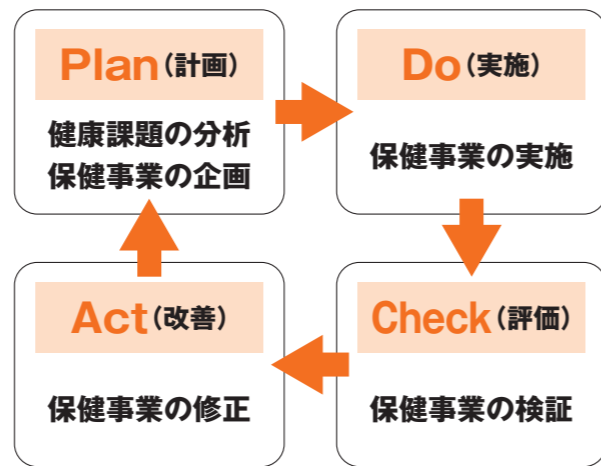 Plan(計画)
健康課題の分析
保健事業の企画
Do(実施)
保健事業の実施
Check(評価)
保健事業の検証
Act(改善)
保健事業の修正